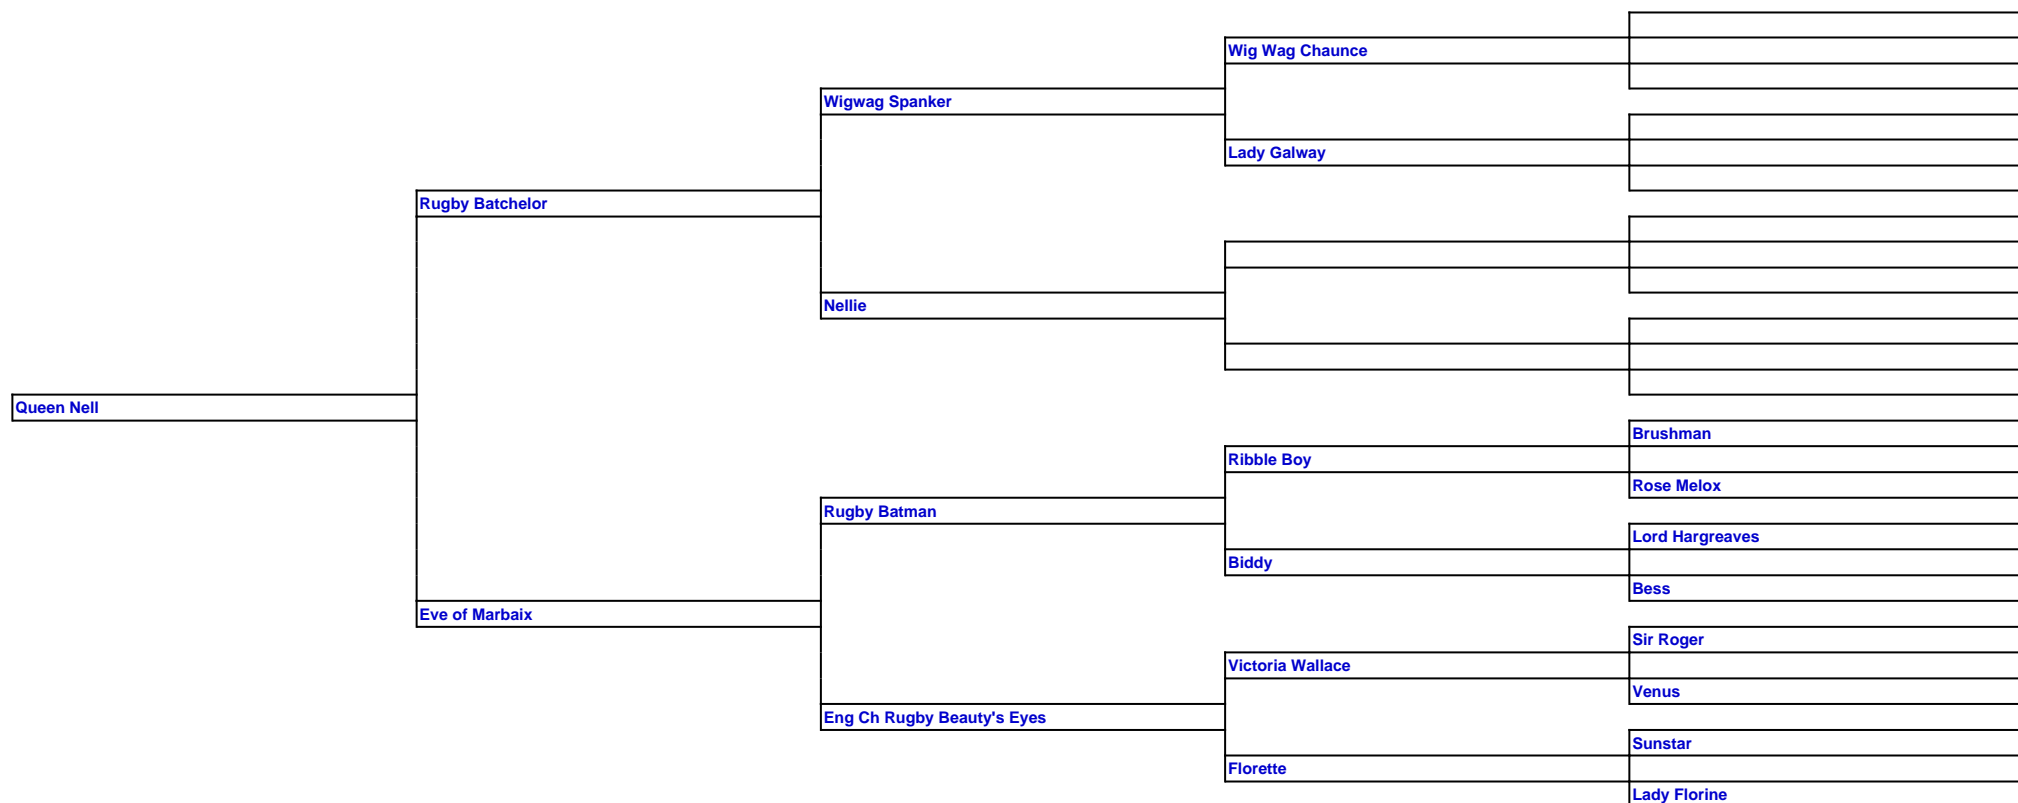 Wig Wag Chaunce
Wigwag Spanker
Lady Galway
Rugby Batchelor
Nellie
Queen Nell
Brushman
Ribble Boy
Rose Melox
Rugby Batman
Lord Hargreaves
Biddy
Bess
Eve of Marbaix
Sir Roger
Victoria Wallace
Venus
Eng Ch Rugby Beauty's Eyes
Sunstar
Florette
Lady Florine